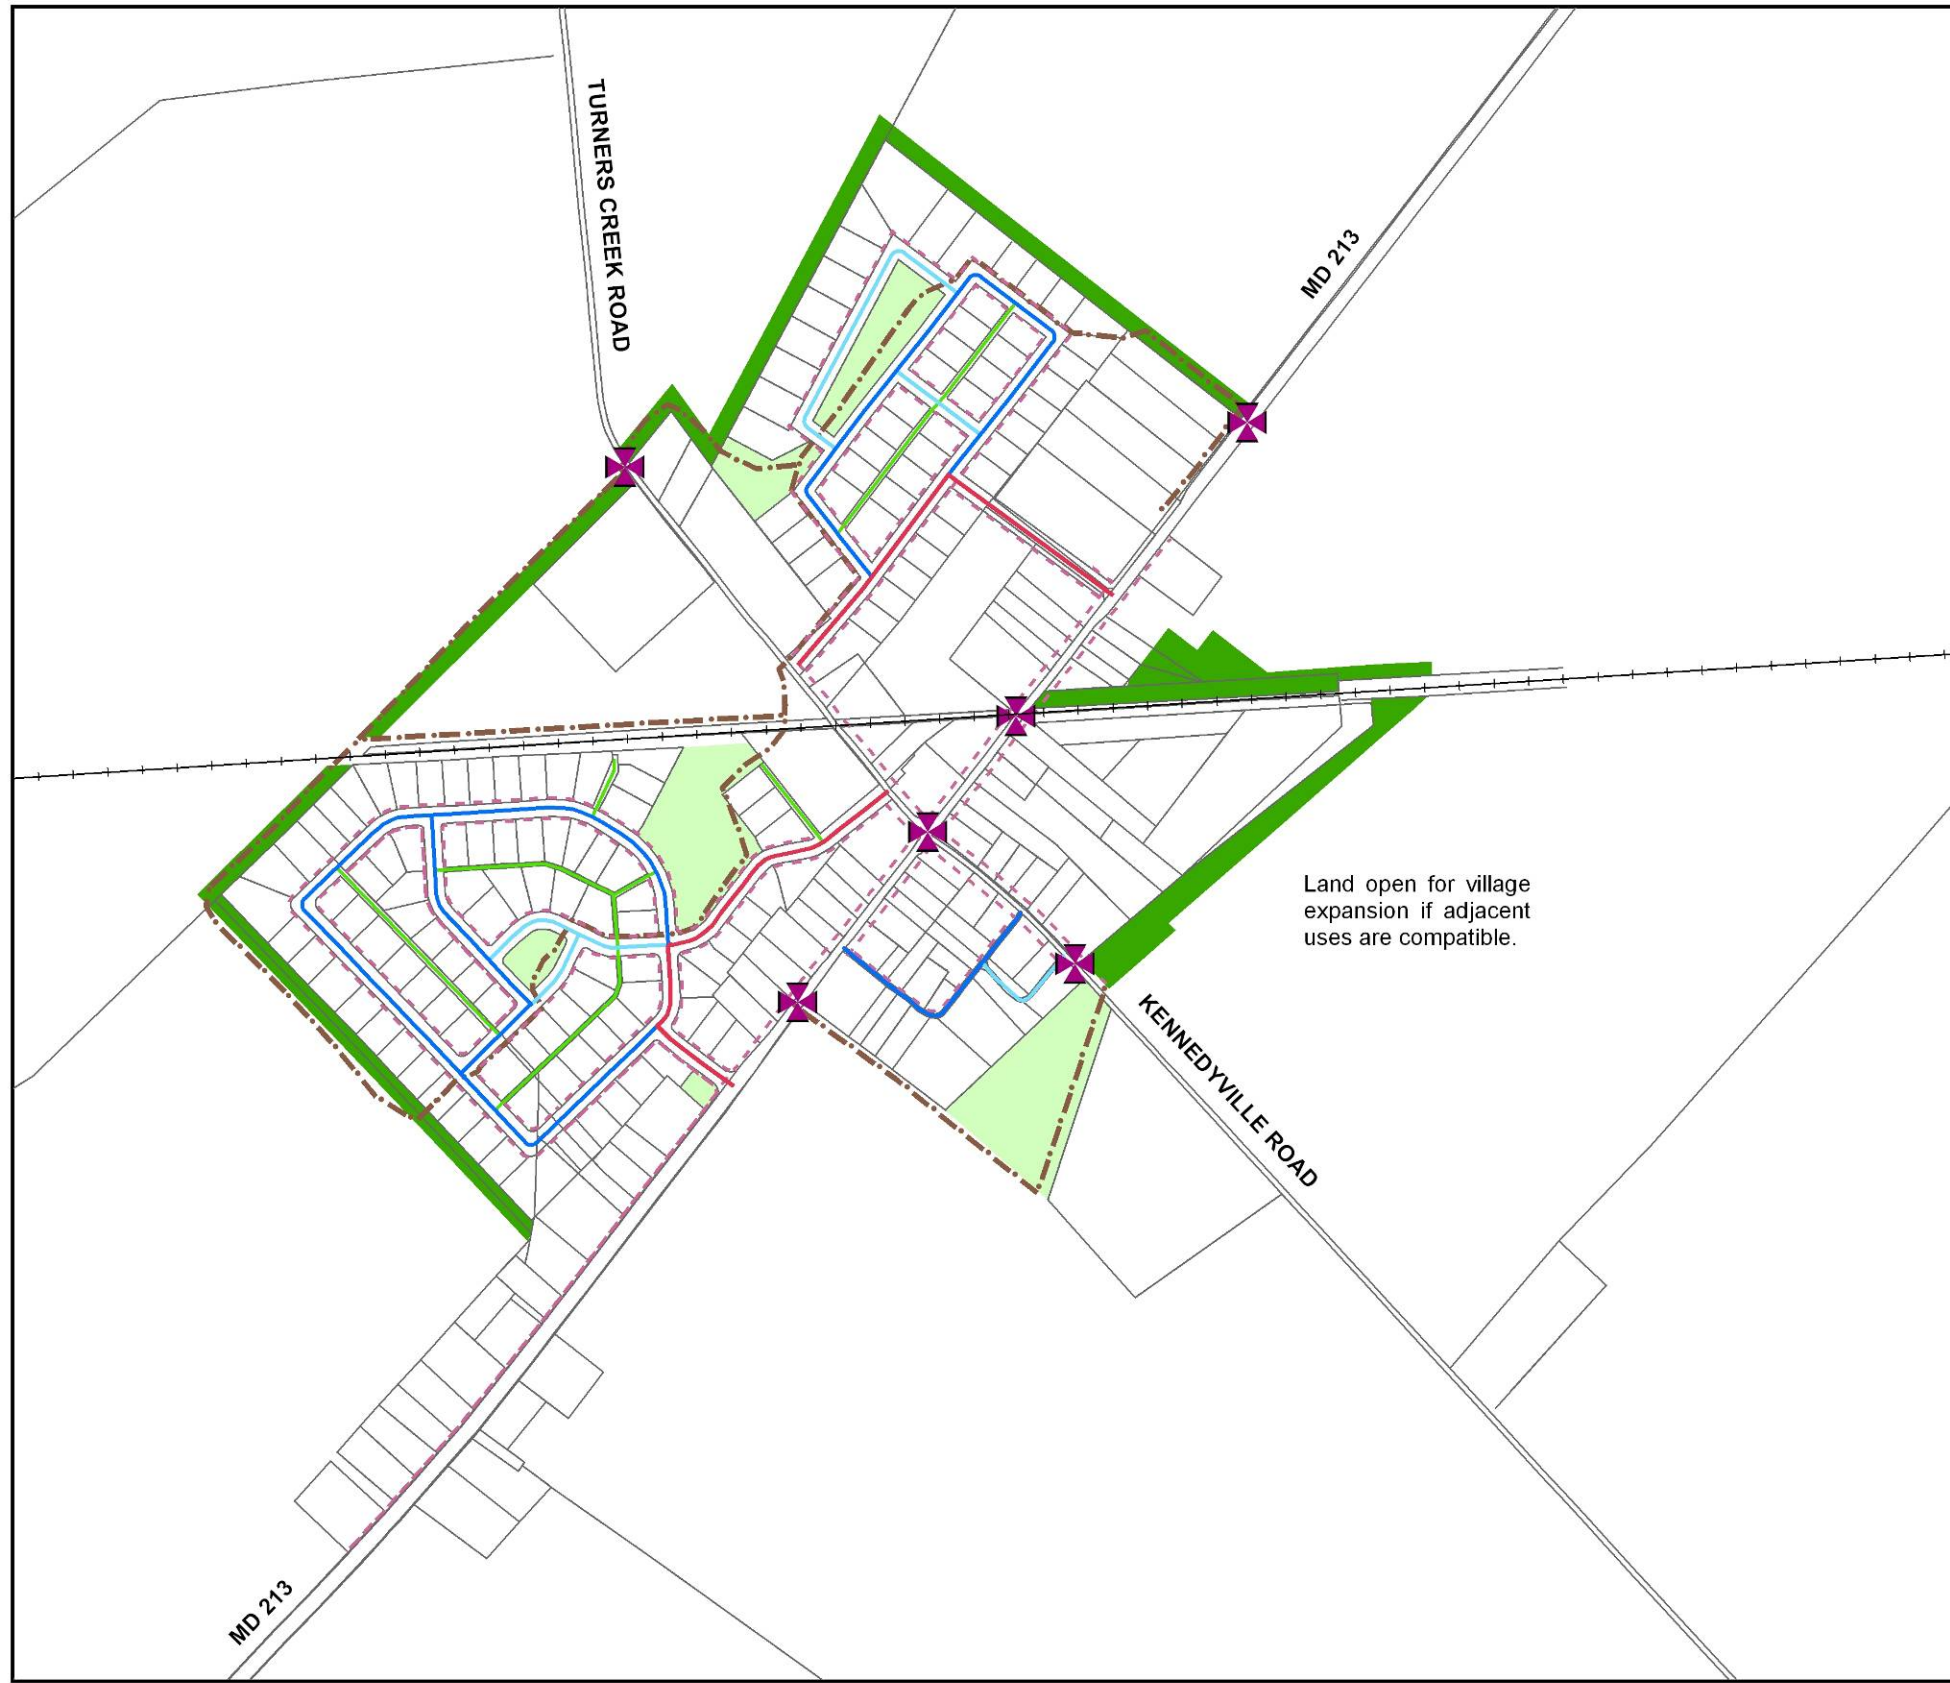 TURNERS CREEK ROAD
MD 213
Land open for village
expansion if adjacent
uses are compatible.
KENNEDYVILLE ROAD
MD 213